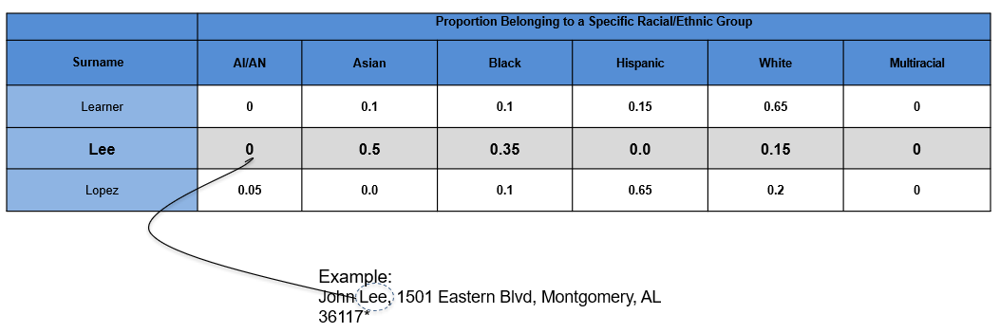 Proportion Belonging to a Specific Racial/Ethnic Group
Surname AI/AN Asian Black Hispanic White Multiracial
Learner 0 0.1 0.1 0.15 0.65 0
Lee 0 0.5 0.35 0.0 0.15 0
Lopez 0.05 0.0 0.1 0.65 0.2 0
Example:
John Lee, 1501 Eastern Blvd, Montgomery, AL
36117*